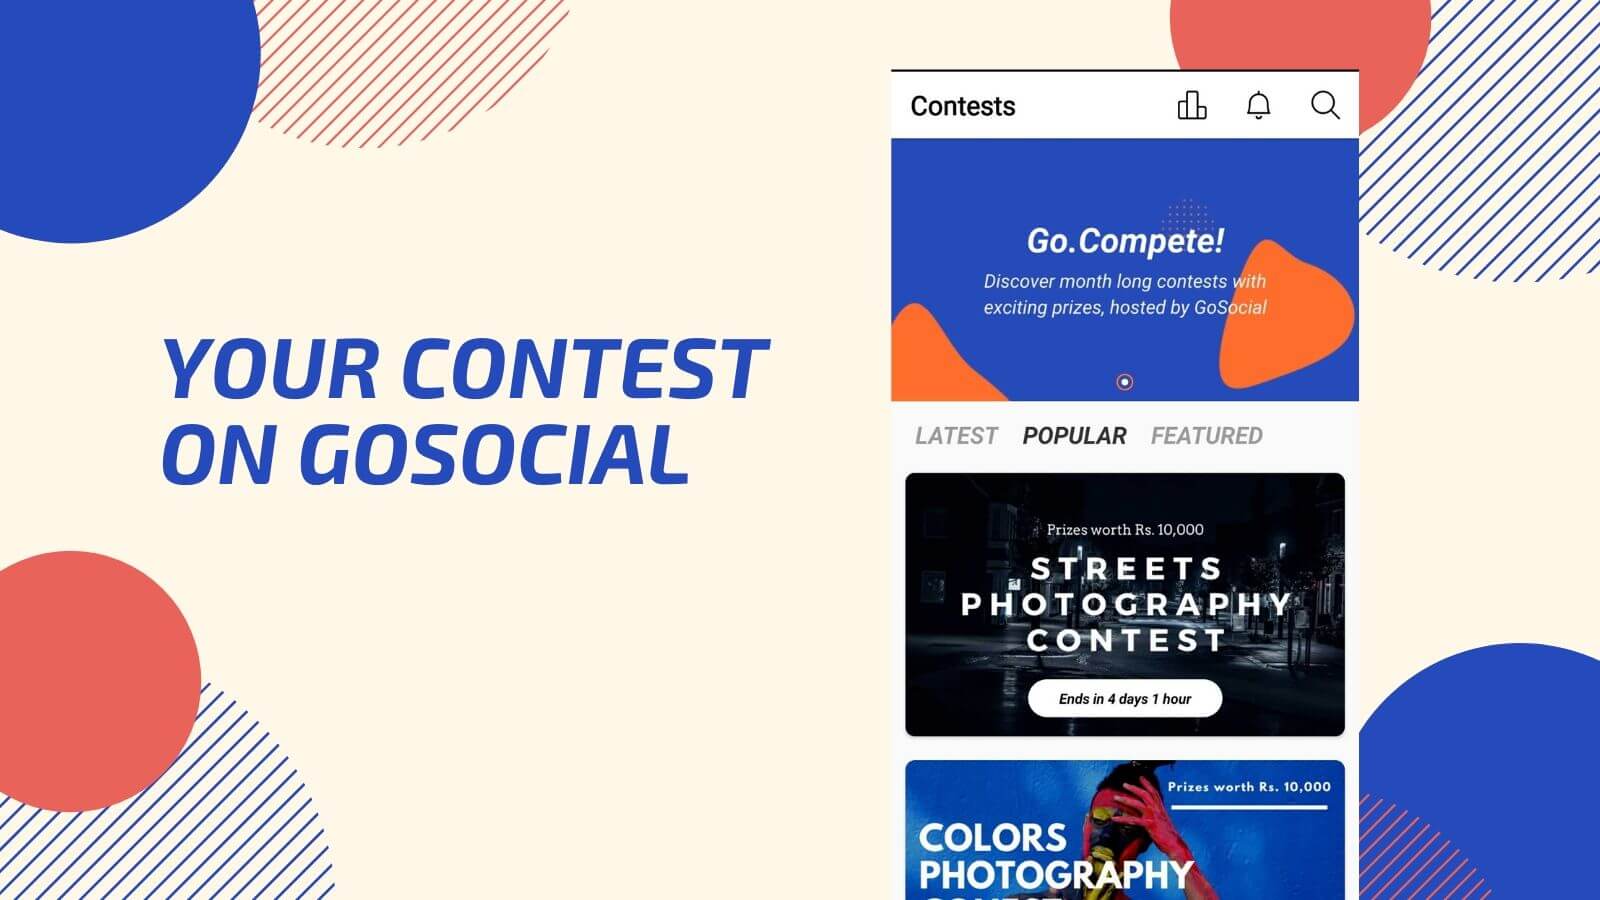 YOUR CONTEST
ON GOSOCIAL
Contests
Go.Compete!
Discover month long contests with
exciting prizes, hosted by GoSocial
LATEST POPULAR FEATURED
Prizes worth Rs. 10,000
STREETS
PHOTOGRAPHY
CONTEST
Ends in 4 days 1 hour
Prizes worth Rs. 10,000
COLORS
PHOTOGRAPHY